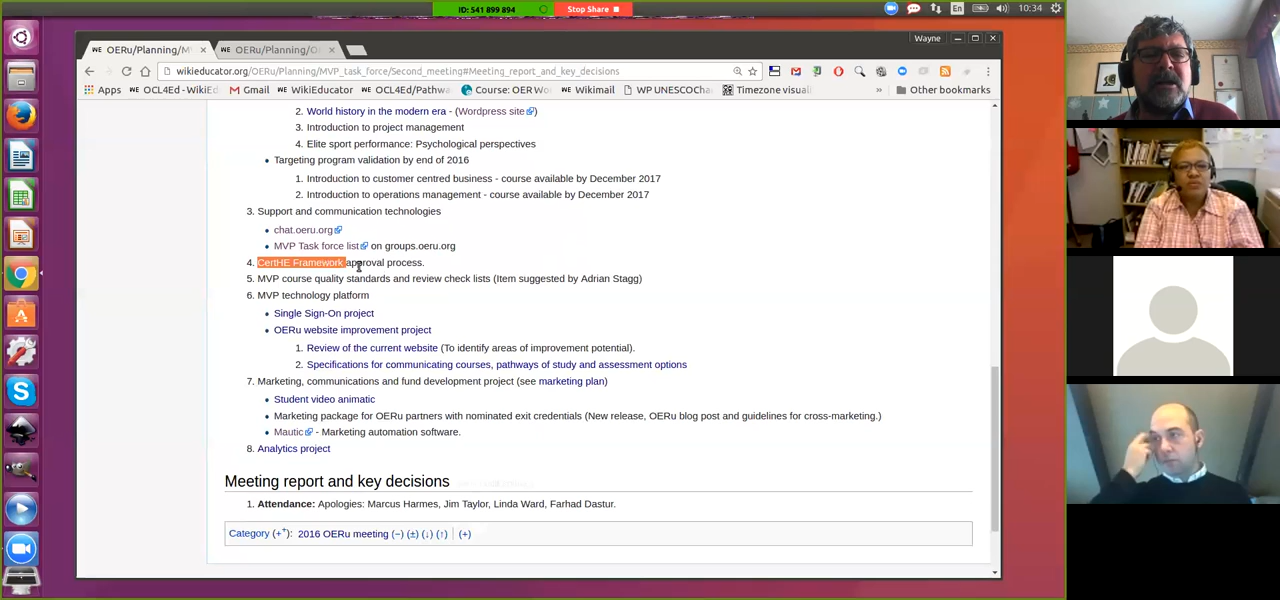 ID: 541 899 894
Stop Share
En
10:34
OERu/Planning/M
OERu/Planning/O
Wayne
wikieducator.org/OERu/Planning/MVP_task_force/Second_meeting#Meeting_report_and_key_decisions
Apps
OCL4Ed - WikiEd
Gmail
WikiEducator
OCL4Ed/Pathwa
Course: OER Wo
Wikimail
WP UNESCOCha
Timezone visuali
»
Other bookmarks
2. World history in the modern era - (Wordpress site)
3. Introduction to project management
4. Elite sport performance: Psychological perspectives
• Targeting program validation by end of 2016
1. Introduction to customer centred business - course available by December 2017
2. Introduction to operations management - course available by December 2017
3. Support and communication technologies
• chat.oeru.org
• MVP Task force list on groups.oeru.org
4. CertHE Framework approval process.
5. MVP course quality standards and review check lists (Item suggested by Adrian Stagg)
6. MVP technology platform
• Single Sign-On project
• OERu website improvement project
1. Review of the current website (To identify areas of improvement potential).
2. Specifications for communicating courses, pathways of study and assessment options
7. Marketing, communications and fund development project (see marketing plan)
• Student video animatic
• Marketing package for OERu partners with nominated exit credentials (New release, OERu blog post and guidelines for cross-marketing.)
• Mautic - Marketing automation software.
8. Analytics project
Meeting report and key decisions
1. Attendance: Apologies: Marcus Harmes, Jim Taylor, Linda Ward, Farhad Dastur.
Category (+⁺): 2016 OERu meeting (−) (±) (↓) (↑) | (+)